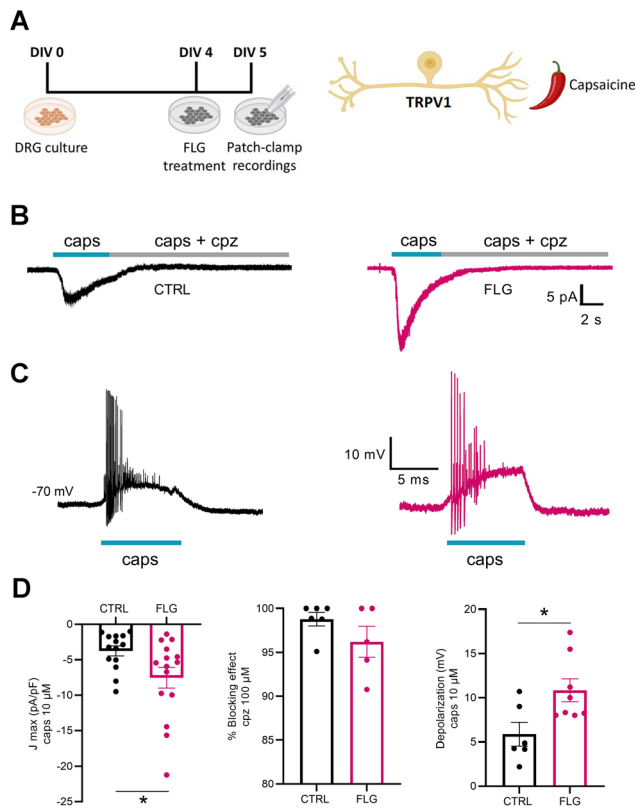 A
DIV 0
DIV 4
DIV 5
DRG culture
FLG
treatment
Patch-clamp
recordings
TRPV1
Capsaicine
B
caps
caps + cpz
CTRL
caps
caps + cpz
FLG
5 pA
2 s
C
-70 mV
caps
10 mV
5 ms
caps
D
CTRL
FLG
0
-5
-10
-15
-20
-25
J max (pA/pF)
caps 10 µM
*
100
95
90
85
80
% Blocking effect
cpz 100 µM
CTRL
FLG
20
15
10
5
0
Depolarization (mV)
caps 10 µM
*
CTRL
FLG